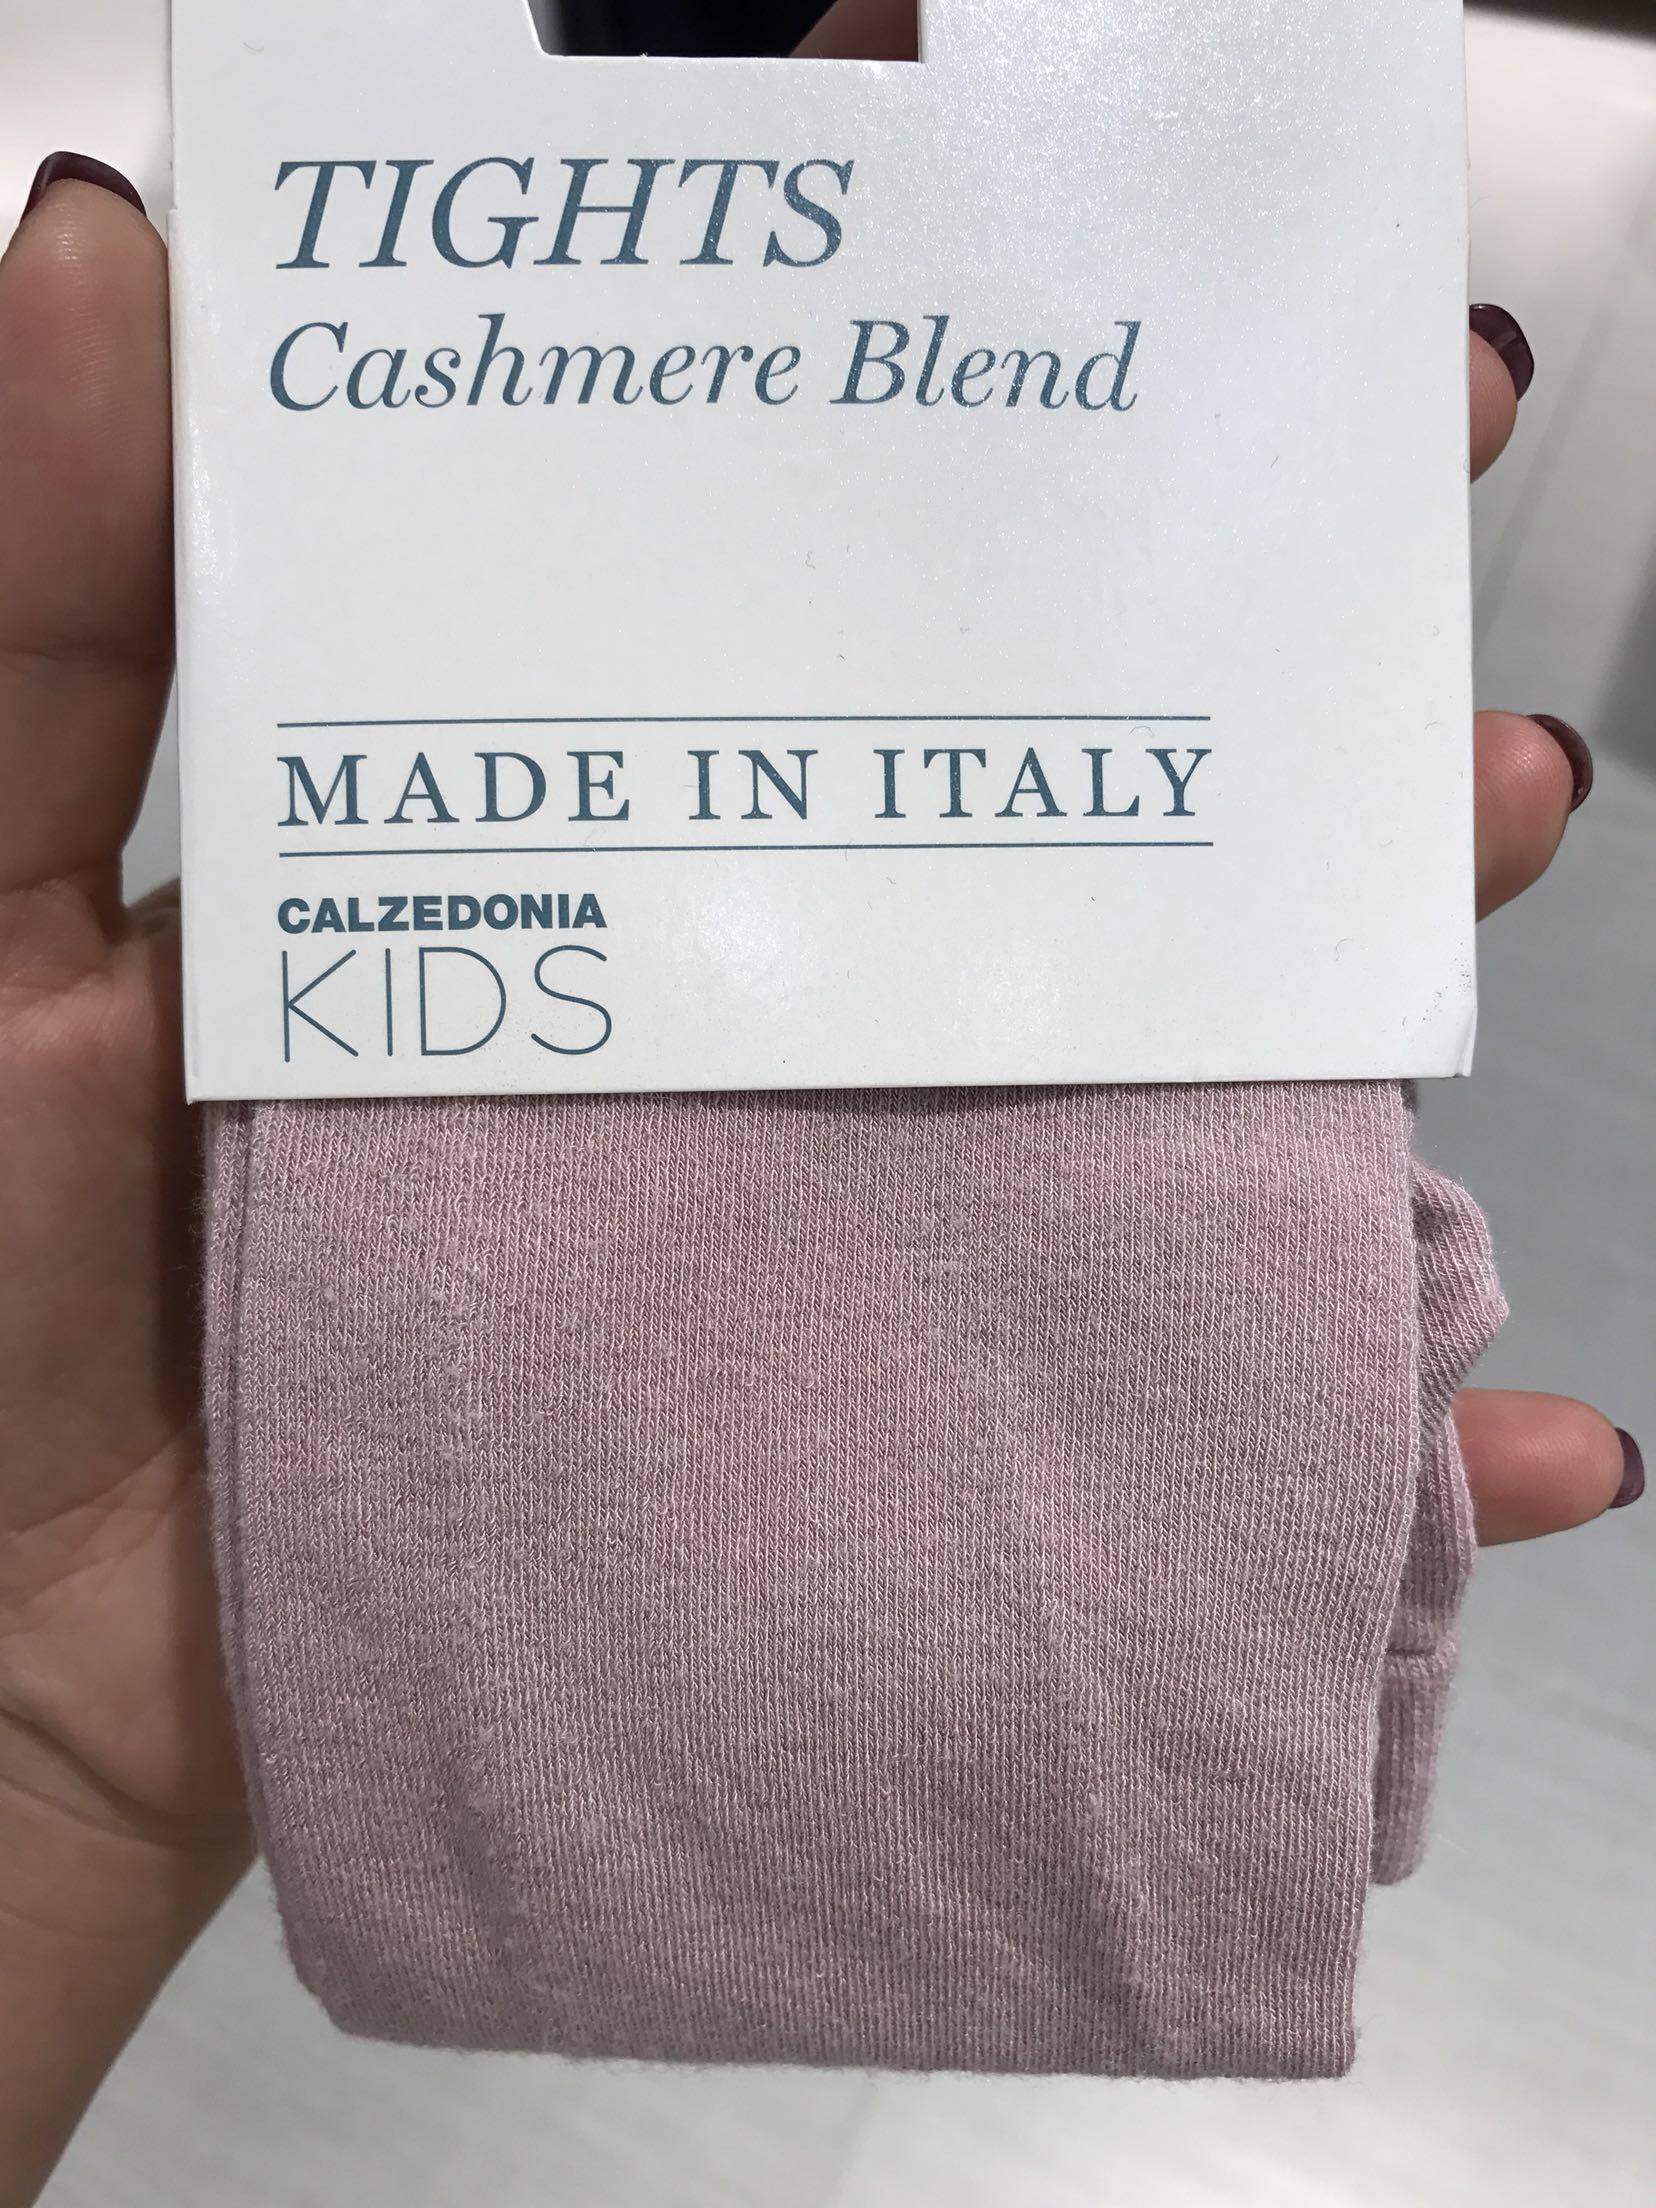 TIGHTS
Cashmere Blend
MADE IN ITALY
CALZEDONIA
KIDS